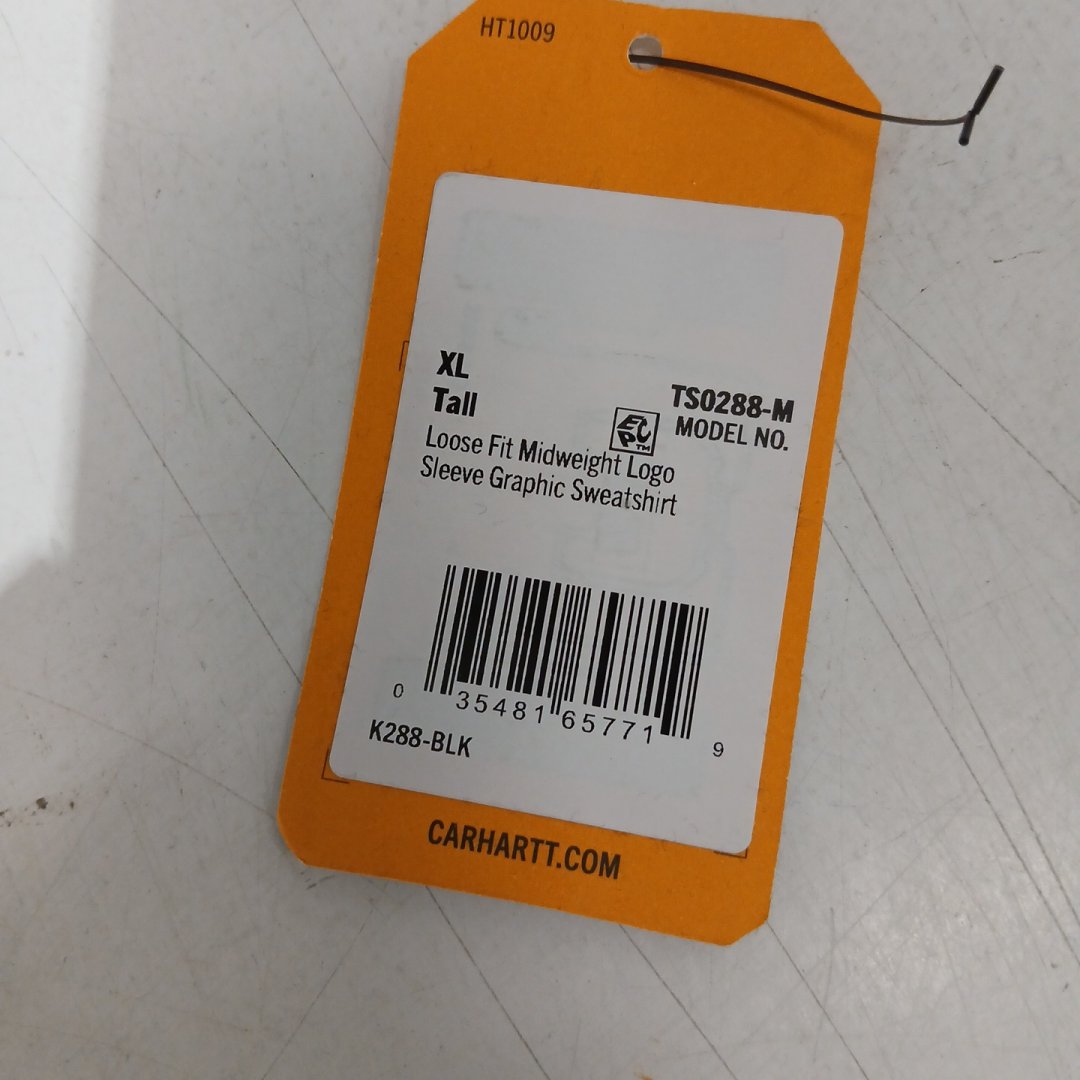 HT1009
XL
Tall
TS0288-M
MODEL NO.
ECPC™
Loose Fit Midweight Logo
Sleeve Graphic Sweatshirt
0 35481 65771 9
K288-BLK
CARHARTT.COM